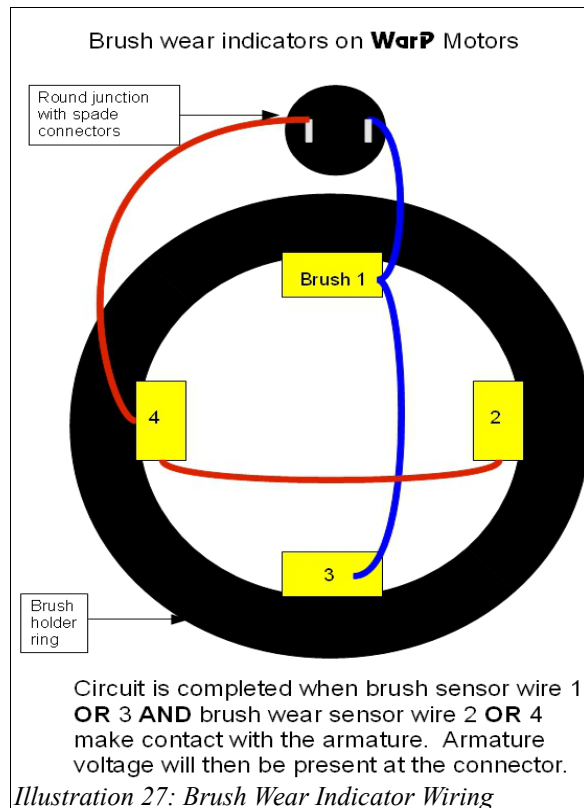 Brush wear indicators on WarP Motors
Round junction
with spade
connectors
Brush 1
4
2
3
Brush
holder
ring
Circuit is completed when brush sensor wire 1
OR 3 AND brush wear sensor wire 2 OR 4
make contact with the armature. Armature
voltage will then be present at the connector.
Illustration 27: Brush Wear Indicator Wiring